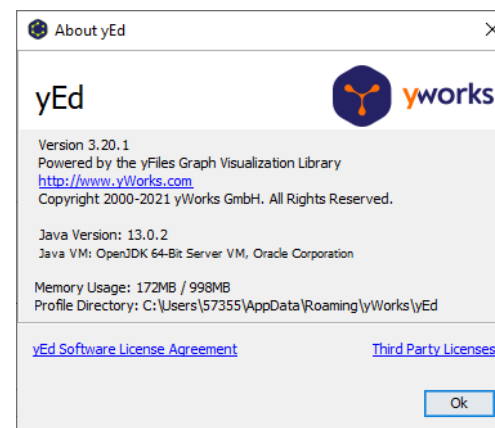 About yEd
yEd
yworks
Version 3.20.1
Powered by the yFiles Graph Visualization Library
http://www.yWorks.com
Copyright 2000-2021 yWorks GmbH. All Rights Reserved.
Java Version: 13.0.2
Java VM: OpenJDK 64-Bit Server VM, Oracle Corporation
Memory Usage: 172MB / 998MB
Profile Directory: C:\Users\57355\AppData\Roaming\yWorks\yEd
yEd Software License Agreement Third Party Licenses
Ok